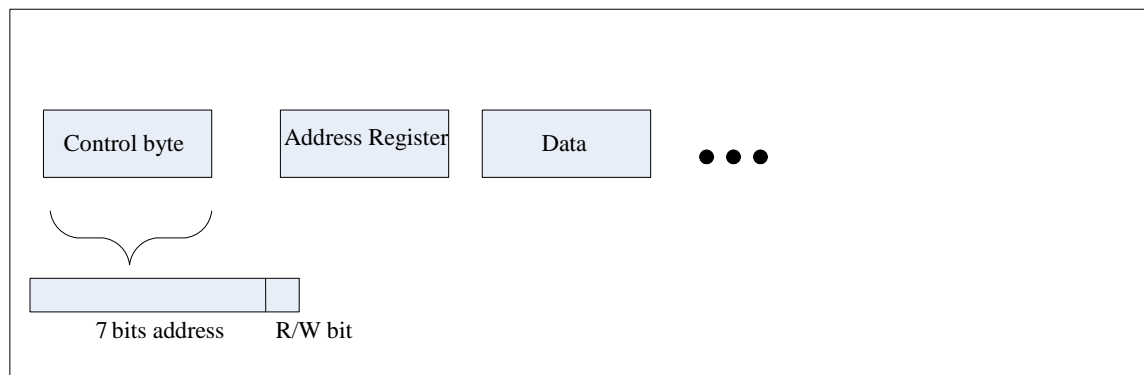 Control byte
Address Register
Data
7 bits address
R/W bit